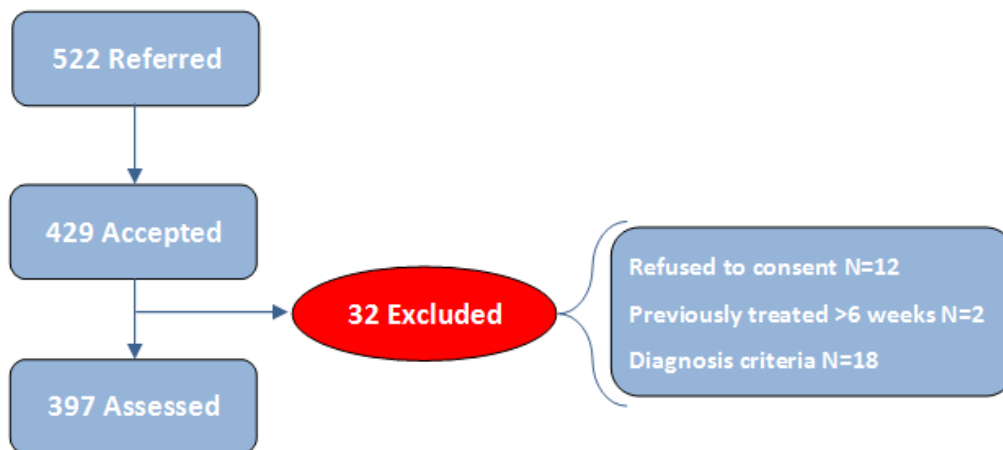 522 Referred
429 Accepted
32 Excluded
Refused to consent N=12
Previously treated >6 weeks N=2
Diagnosis criteria N=18
397 Assessed